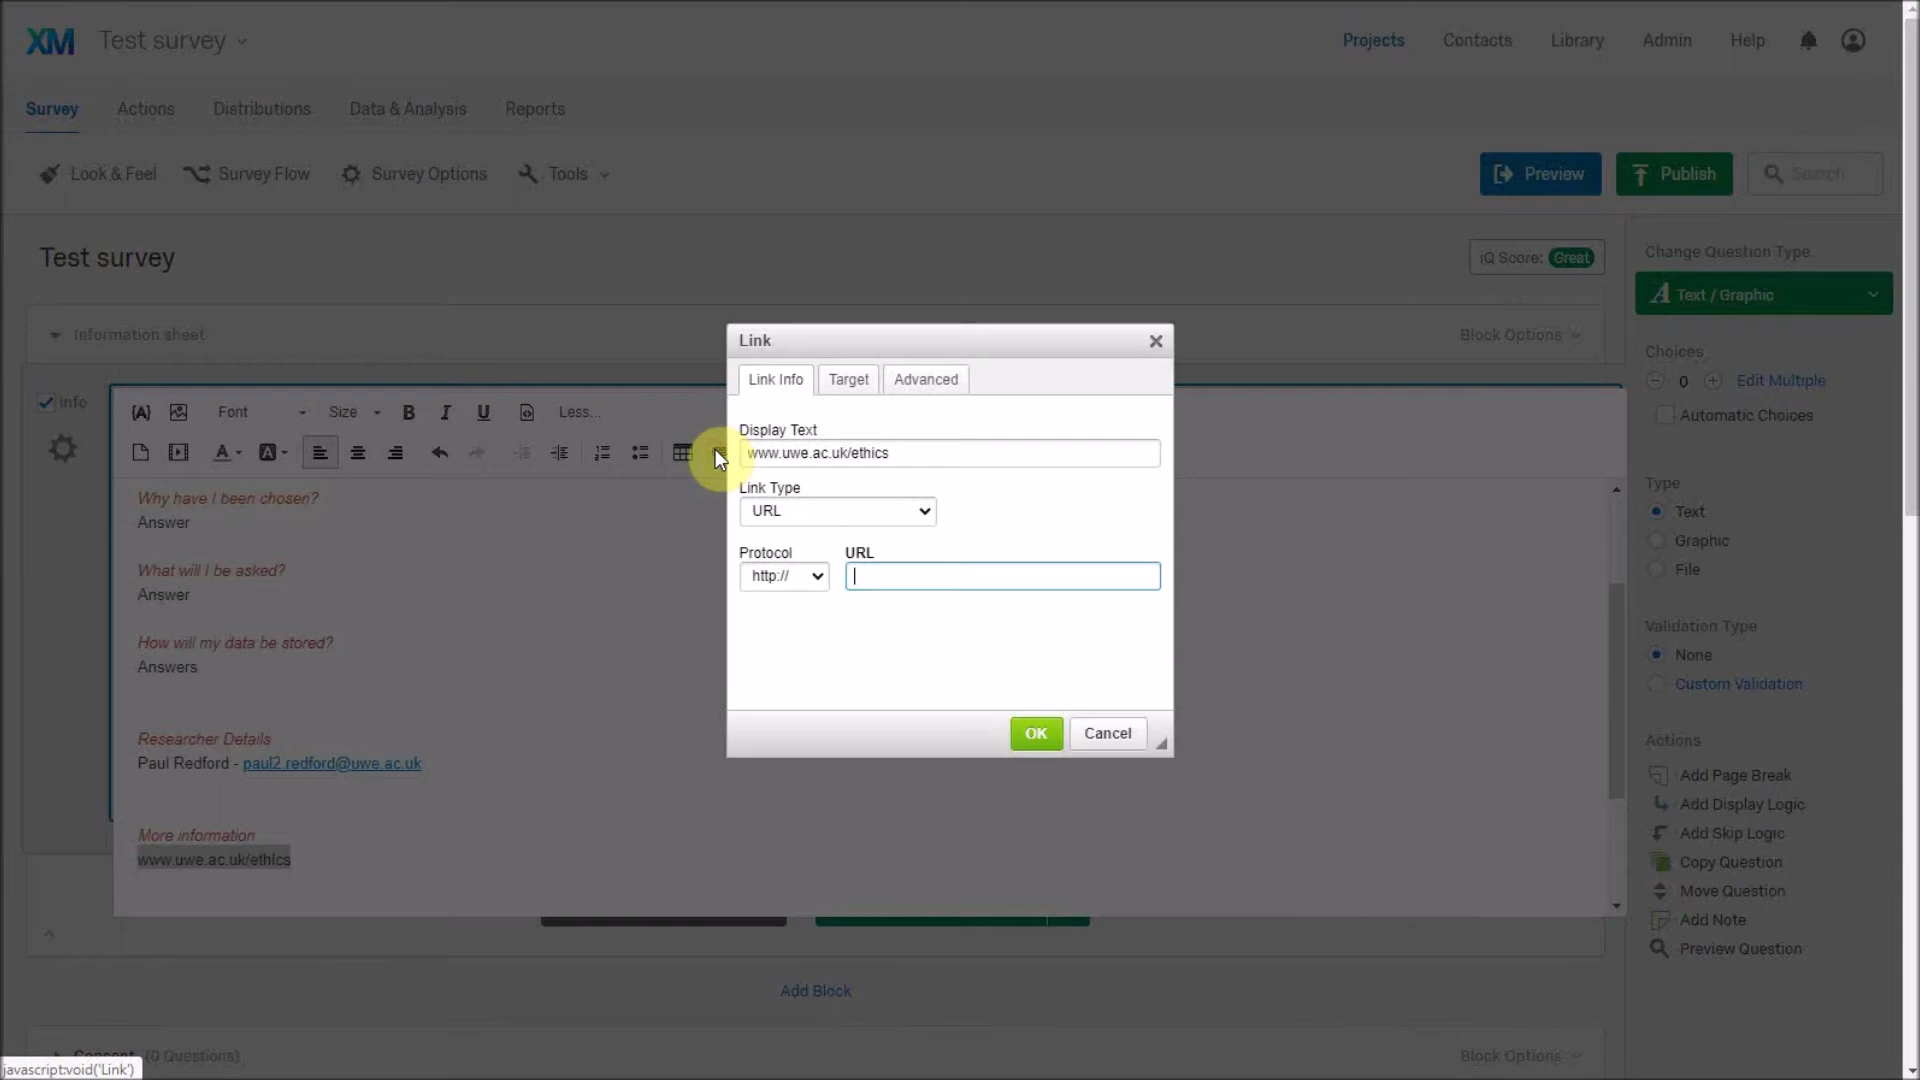 XM Test survey
Projects Contacts Library Admin Help
Survey Actions Distributions Data & Analysis Reports
Look & Feel Survey Flow Survey Options Tools
Preview Publish Search
Test survey
iQ Score: Great
Change Question Type.
A Text / Graphic
Information sheet
Block Options
Link
Choices
0 Edit Multiple
Link Info Target Advanced
info
{A} Font Size B I U Less...
Automatic Choices
Display Text
A A
www.uwe.ac.uk/ethics
Link Type
URL
Type
Why have I been chosen?
Answer
Text
Graphic
File
Protocol URL
http://
What will I be asked?
Answer
Validation Type
How will my data be stored?
Answers
None
Custom Validation
OK Cancel
Researcher Details
Paul Redford - paul2.redford@uwe.ac.uk
Actions
Add Page Break
Add Display Logic
Add Skip Logic
Copy Question
Move Question
Add Note
Preview Question
More information
www.uwe.ac.uk/ethics
Add Block
Consent (0 Questions)
Block Options
javascript:void('Link')